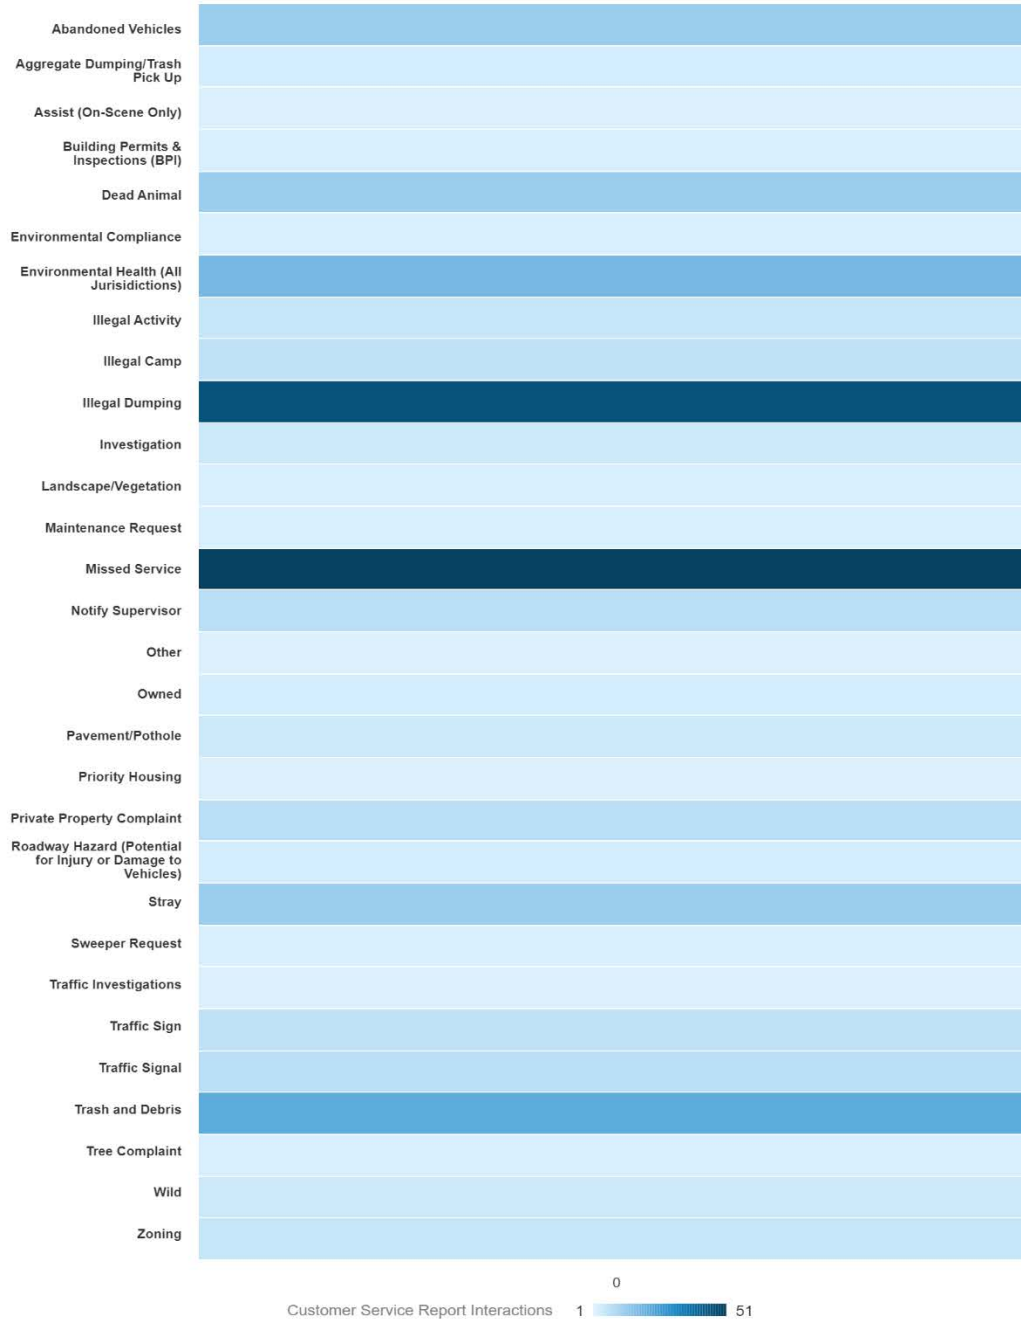 Abandoned Vehicles
Aggregate Dumping/Trash
Pick Up
Assist (On-Scene Only)
Building Permits &
Inspections (BPI)
Dead Animal
Environmental Compliance
Environmental Health (All
Jurisidictions)
Illegal Activity
Illegal Camp
Illegal Dumping
Investigation
Landscape/Vegetation
Maintenance Request
Missed Service
Notify Supervisor
Other
Owned
Pavement/Pothole
Priority Housing
Private Property Complaint
Roadway Hazard (Potential
for Injury or Damage to
Vehicles)
Stray
Sweeper Request
Traffic Investigations
Traffic Sign
Traffic Signal
Trash and Debris
Tree Complaint
Wild
Zoning
0
Customer Service Report Interactions 1 51